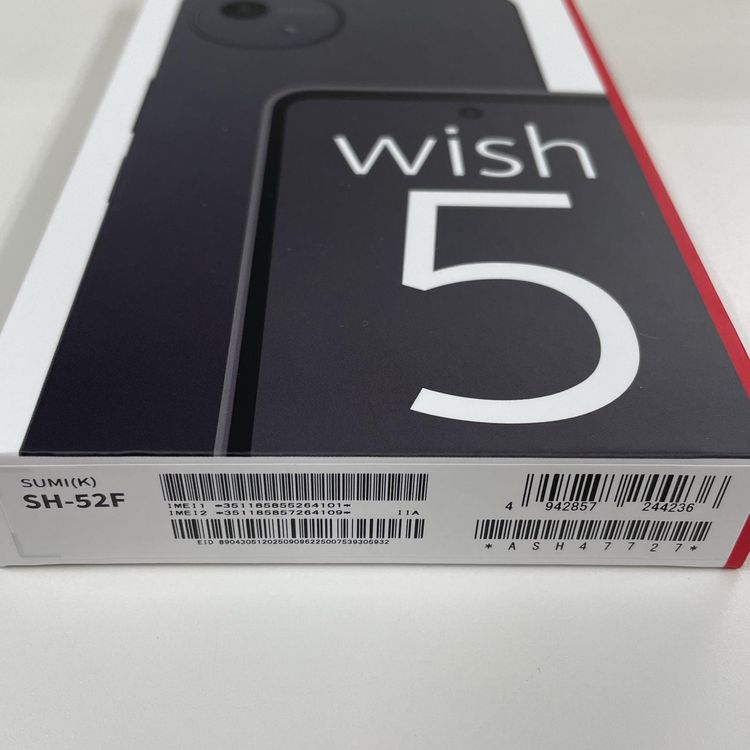 wish
5
SUMI(K)
SH-52F
IMEI1 *351185855264101*
IMEI2 *351185857264109* IIA
EID 89043051202509096225007539305932
4 942857 244236
*ASH47727*